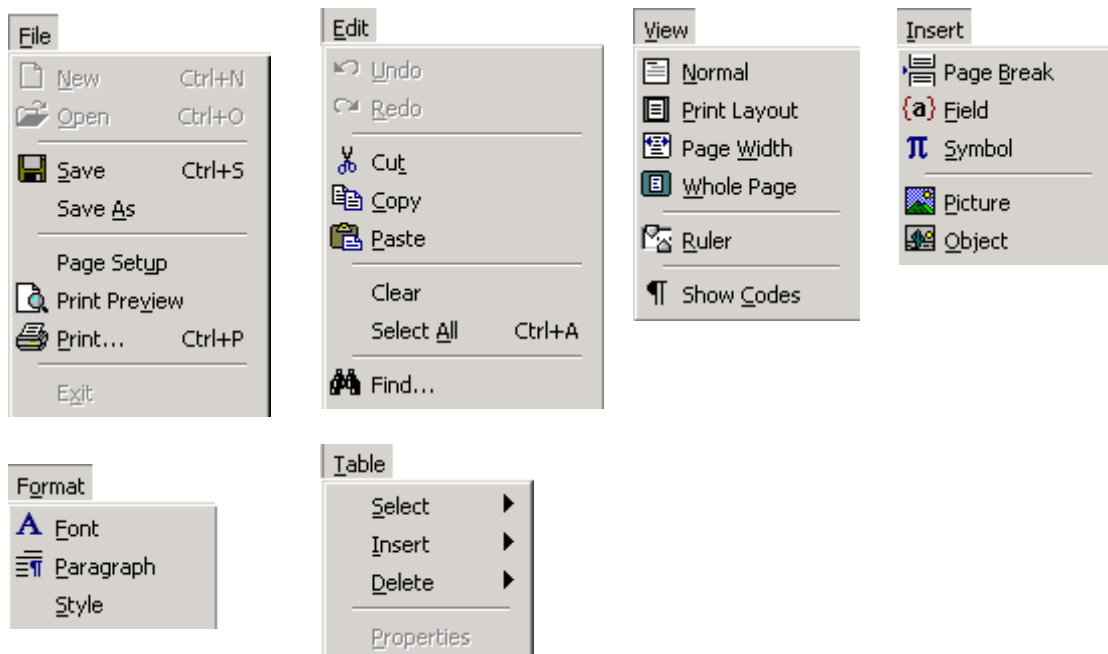 File
New Ctrl+N
Open Ctrl+O
Save Ctrl+S
Save As
Page Setup
Print Preview
Print... Ctrl+P
Exit
Edit
Undo
Redo
Cut
Copy
Paste
Clear
Select All Ctrl+A
Find...
View
Normal
Print Layout
Page Width
Whole Page
Ruler
Show Codes
Insert
Page Break
{a} Field
π Symbol
Picture
Object
Format
A Font
¶ Paragraph
Style
Table
Select
Insert
Delete
Properties